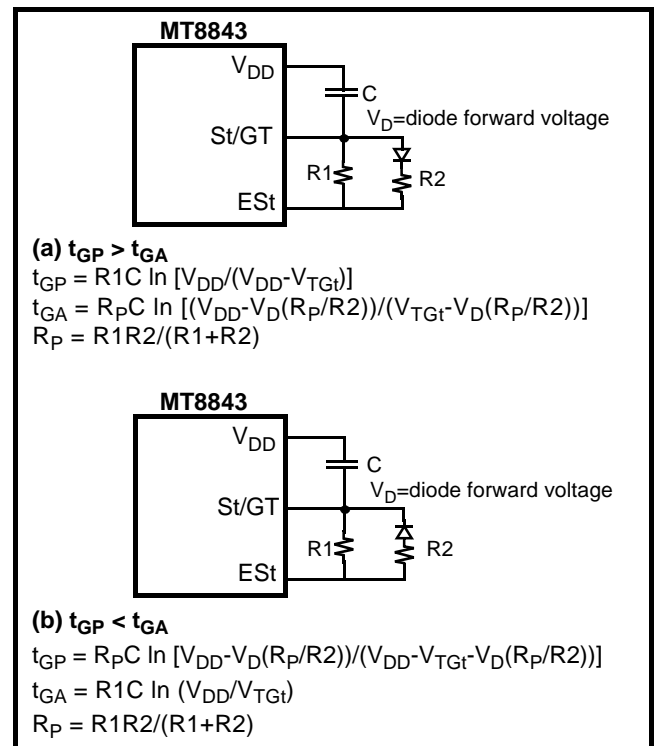 MT8843
VDD
C
VD=diode forward voltage
St/GT
R1
R2
ESt
(a) tGP > tGA
tGP = R1C ln [VDD/(VDD-VTGt)]
tGA = RPC ln [(VDD-VD(RP/R2))/(VTGt-VD(RP/R2))]
RP = R1R2/(R1+R2)
MT8843
VDD
C
VD=diode forward voltage
St/GT
R1
R2
ESt
(b) tGP < tGA
tGP = RPC ln [VDD-VD(RP/R2))/(VDD-VTGt-VD(RP/R2))]
tGA = R1C ln (VDD/VTGt)
RP = R1R2/(R1+R2)